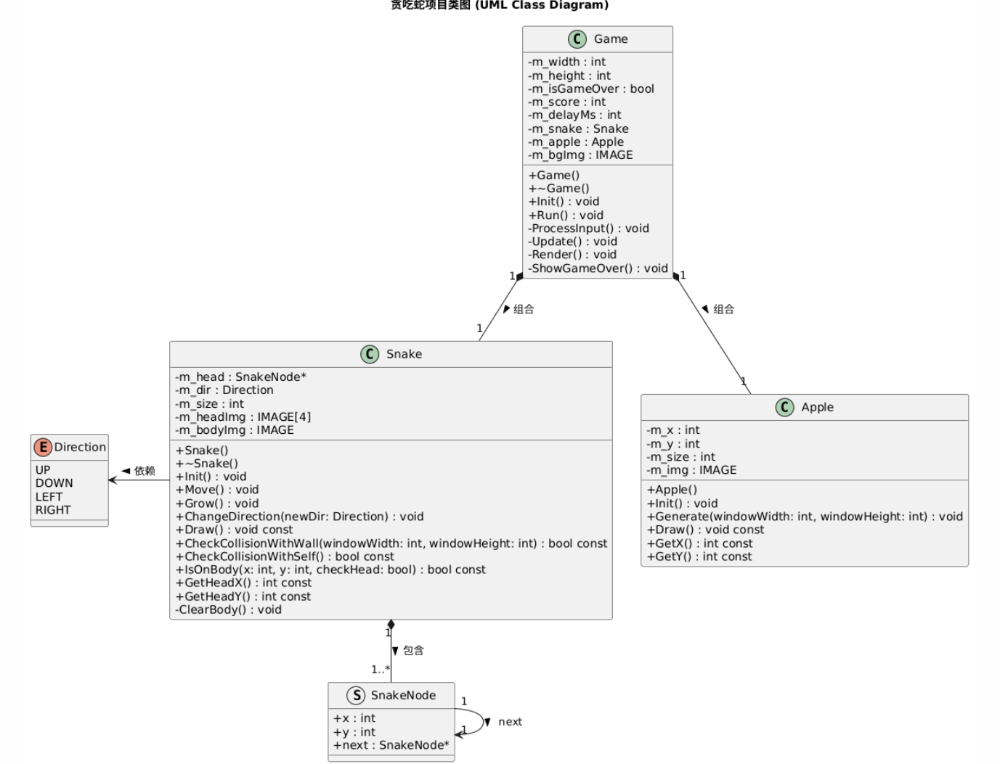 贪吃蛇项目类图 (UML Class Diagram)
C Game
-m_width : int
-m_height : int
-m_isGameOver : bool
-m_score : int
-m_delayMs : int
-m_snake : Snake
-m_apple : Apple
-m_bgImg : IMAGE
+Game()
+~Game()
+Init() : void
+Run() : void
-ProcessInput() : void
-Update() : void
-Render() : void
-ShowGameOver() : void
1
1
组合
组合
1
1
C Snake
-m_head : SnakeNode*
-m_dir : Direction
-m_size : int
-m_headImg : IMAGE[4]
-m_bodyImg : IMAGE
+Snake()
+~Snake()
+Init() : void
+Move() : void
+Grow() : void
+ChangeDirection(newDir: Direction) : void
+Draw() : void const
+CheckCollisionWithWall(windowWidth: int, windowHeight: int) : bool const
+CheckCollisionWithSelf() : bool const
+IsOnBody(x: int, y: int, checkHead: bool) : bool const
+GetHeadX() : int const
+GetHeadY() : int const
-ClearBody() : void
C Apple
-m_x : int
-m_y : int
-m_size : int
-m_img : IMAGE
+Apple()
+Init() : void
+Generate(windowWidth: int, windowHeight: int) : void
+Draw() : void const
+GetX() : int const
+GetY() : int const
E Direction
UP
DOWN
LEFT
RIGHT
依赖
1
包含
1..*
S SnakeNode
+x : int
+y : int
+next : SnakeNode*
1
next
1